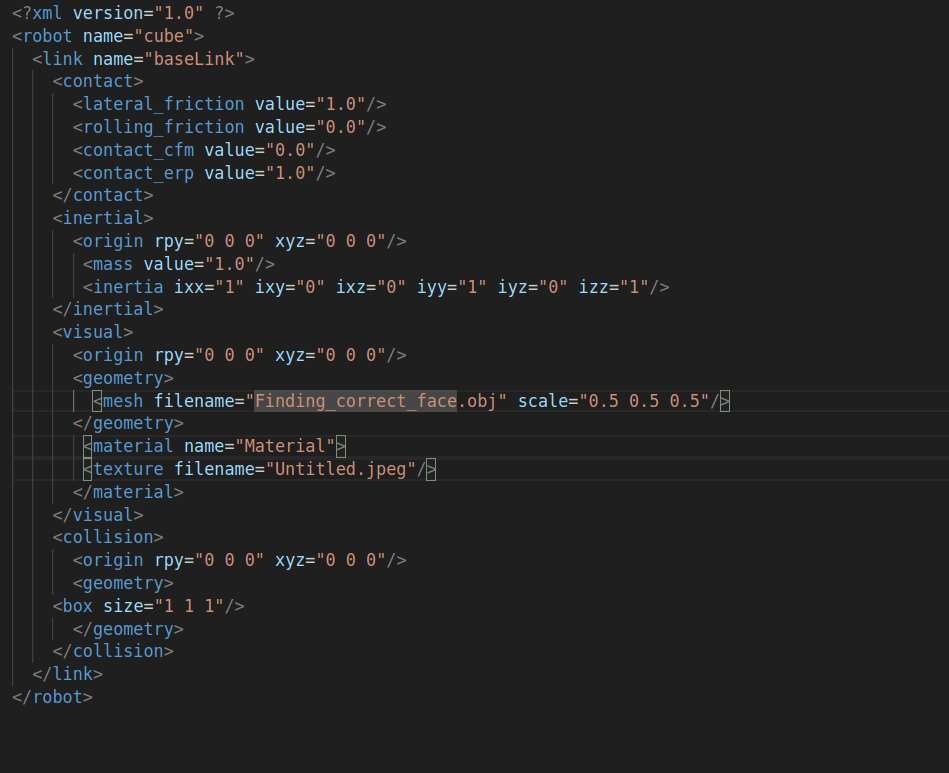 <?xml version="1.0" ?>
<robot name="cube">
  <link name="baseLink">
    <contact>
      <lateral_friction value="1.0"/>
      <rolling_friction value="0.0"/>
      <contact_cfm value="0.0"/>
      <contact_erp value="1.0"/>
    </contact>
    <inertial>
      <origin rpy="0 0 0" xyz="0 0 0"/>
       <mass value="1.0"/>
       <inertia ixx="1" ixy="0" ixz="0" iyy="1" iyz="0" izz="1"/>
    </inertial>
    <visual>
      <origin rpy="0 0 0" xyz="0 0 0"/>
      <geometry>
        <mesh filename="Finding_correct_face.obj" scale="0.5 0.5 0.5"/>
      </geometry>
       <material name="Material">
       <texture filename="Untitled.jpeg"/>
      </material>
    </visual>
    <collision>
      <origin rpy="0 0 0" xyz="0 0 0"/>
      <geometry>
    <box size="1 1 1"/>
      </geometry>
    </collision>
  </link>
</robot>